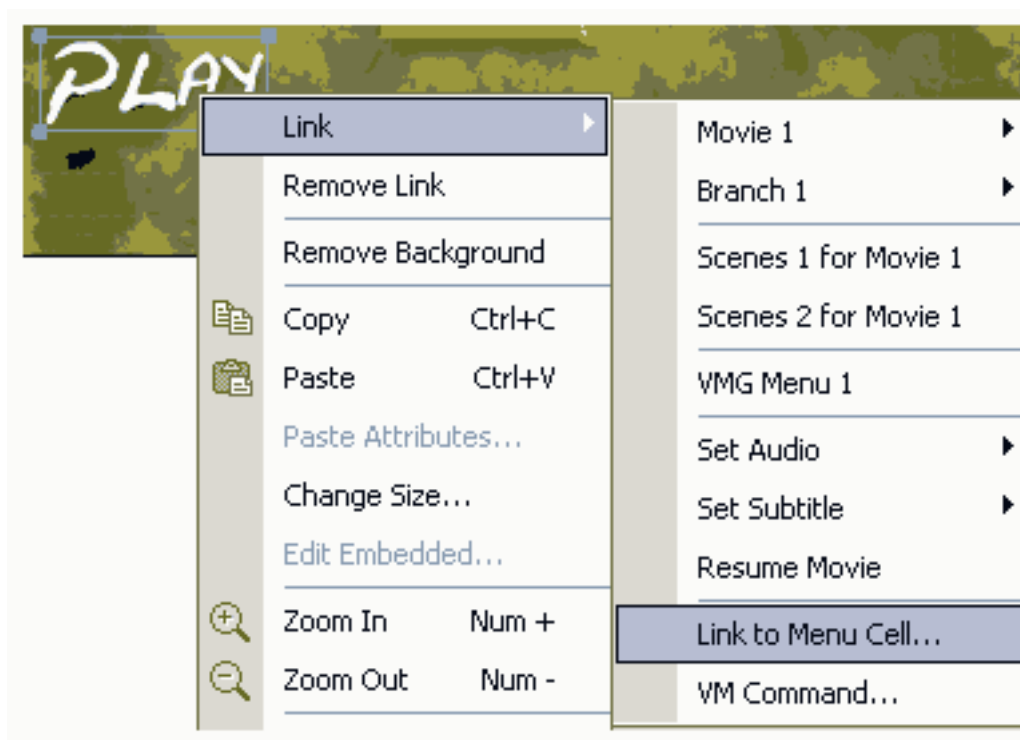 PLAY
Link
Remove Link
Remove Background
Copy Ctrl+C
Paste Ctrl+V
Paste Attributes...
Change Size...
Edit Embedded...
Zoom In Num +
Zoom Out Num -
Movie 1
Branch 1
Scenes 1 for Movie 1
Scenes 2 for Movie 1
VMG Menu 1
Set Audio
Set Subtitle
Resume Movie
Link to Menu Cell...
VM Command...